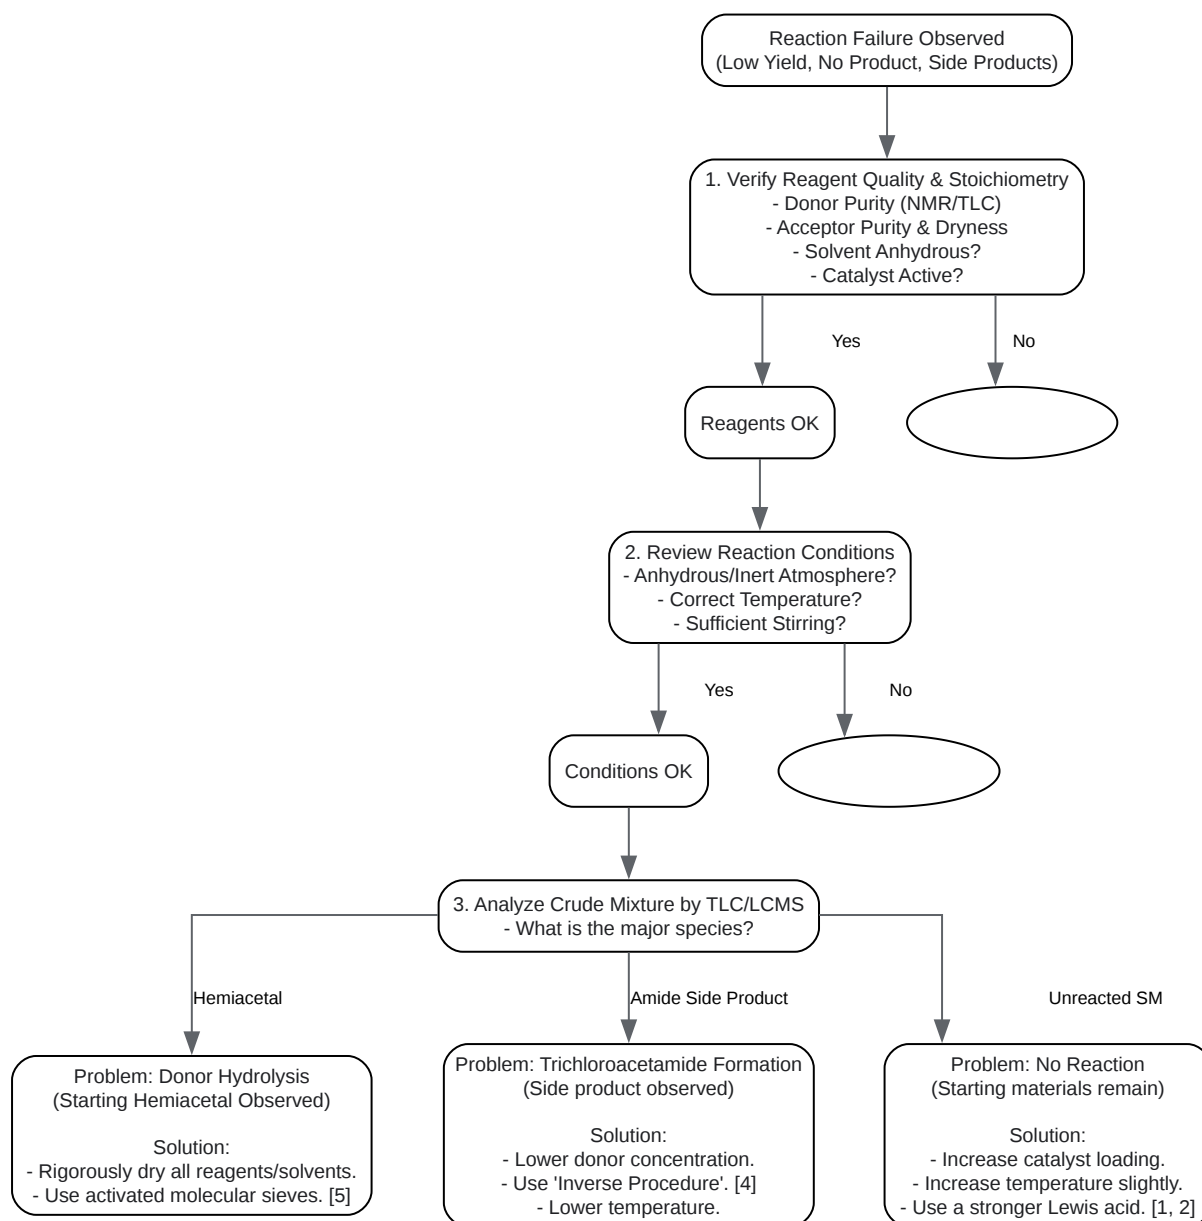 Reaction Failure Observed
(Low Yield, No Product, Side Products)
1. Verify Reagent Quality & Stoichiometry
- Donor Purity (NMR/TLC)
- Acceptor Purity & Dryness
- Solvent Anhydrous?
- Catalyst Active?
Yes
No
Reagents OK
2. Review Reaction Conditions
- Anhydrous/Inert Atmosphere?
- Correct Temperature?
- Sufficient Stirring?
Yes
No
Conditions OK
3. Analyze Crude Mixture by TLC/LCMS
- What is the major species?
Hemiacetal
Amide Side Product
Unreacted SM
Problem: Donor Hydrolysis
(Starting Hemiacetal Observed)
Solution:
- Rigorously dry all reagents/solvents.
- Use activated molecular sieves. [5]
Problem: Trichloroacetamide Formation
(Side product observed)
Solution:
- Lower donor concentration.
- Use 'Inverse Procedure'. [4]
- Lower temperature.
Problem: No Reaction
(Starting materials remain)
Solution:
- Increase catalyst loading.
- Increase temperature slightly.
- Use a stronger Lewis acid. [1, 2]